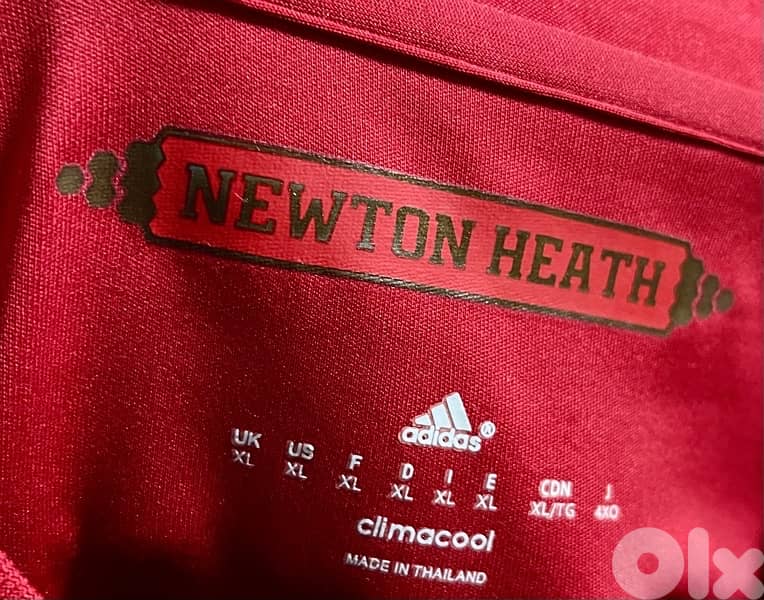 NEWTON HEATH
adidas®
UK US F D I E CDN J
XL XL XL XL XL XL XL/TG 4XO
climacool
MADE IN THAILAND
Olx